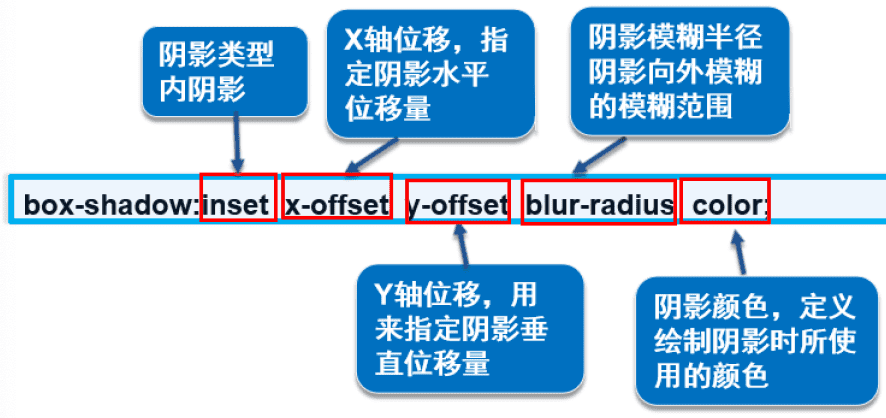 阴影类型
内阴影
X轴位移，指
定阴影水平
位移量
阴影模糊半径
阴影向外模糊
的模糊范围
box-shadow:inset x-offset y-offset blur-radius color;
Y轴位移，用
来指定阴影垂
直位移量
阴影颜色，定义
绘制阴影时所使
用的颜色